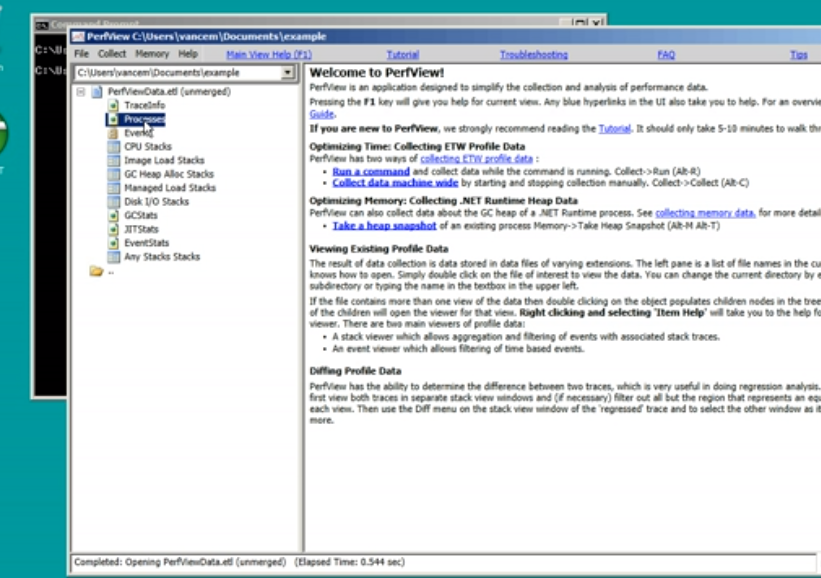 Command Prompt
C:\Us
C:\Us
PerfView C:\Users\vancem\Documents\example
File Collect Memory Help Main View Help (F1) Tutorial Troubleshooting FAQ Tips
C:\Users\vancem\Documents\example
PerfViewData.etl (unmerged)
TraceInfo
Processes
Events
CPU Stacks
Image Load Stacks
GC Heap Alloc Stacks
Managed Load Stacks
Disk I/O Stacks
GCStats
JITStats
EventStats
Any Stacks Stacks
..
Welcome to PerfView!
PerfView is an application designed to simplify the collection and analysis of performance data.
Pressing the F1 key will give you help for current view. Any blue hyperlinks in the UI also take you to help. For an overvie
Guide.
If you are new to PerfView, we strongly recommend reading the Tutorial. It should only take 5-10 minutes to walk thr
Optimizing Time: Collecting ETW Profile Data
PerfView has two ways of collecting ETW profile data :
• Run a command and collect data while the command is running. Collect->Run (Alt-R)
• Collect data machine wide by starting and stopping collection manually. Collect->Collect (Alt-C)
Optimizing Memory: Collecting .NET Runtime Heap Data
PerfView can also collect data about the GC heap of a .NET Runtime process. See collecting memory data, for more detail
• Take a heap snapshot of an existing process Memory->Take Heap Snapshot (Alt-M Alt-T)
Viewing Existing Profile Data
The result of data collection is data stored in data files of varying extensions. The left pane is a list of file names in the cu
knows how to open. Simply double click on the file of interest to view the data. You can change the current directory by e
subdirectory or typing the name in the textbox in the upper left.
If the file contains more than one view of the data then double clicking on the object populates children nodes in the tree
of the children will open the viewer for that view. Right clicking and selecting 'Item Help' will take you to the help fo
viewer. There are two main viewers of profile data:
• A stack viewer which allows aggregation and filtering of events with associated stack traces.
• An event viewer which allows filtering of time based events.
Diffing Profile Data
PerfView has the ability to determine the difference between two traces, which is very useful in doing regression analysis.
first view both traces in separate stack view windows and (if necessary) filter out all but the region that represents an equ
each view. Then use the Diff menu on the stack view window of the 'regressed' trace and to select the other window as it
more.
Completed: Opening PerfViewData.etl (unmerged) (Elapsed Time: 0.544 sec)